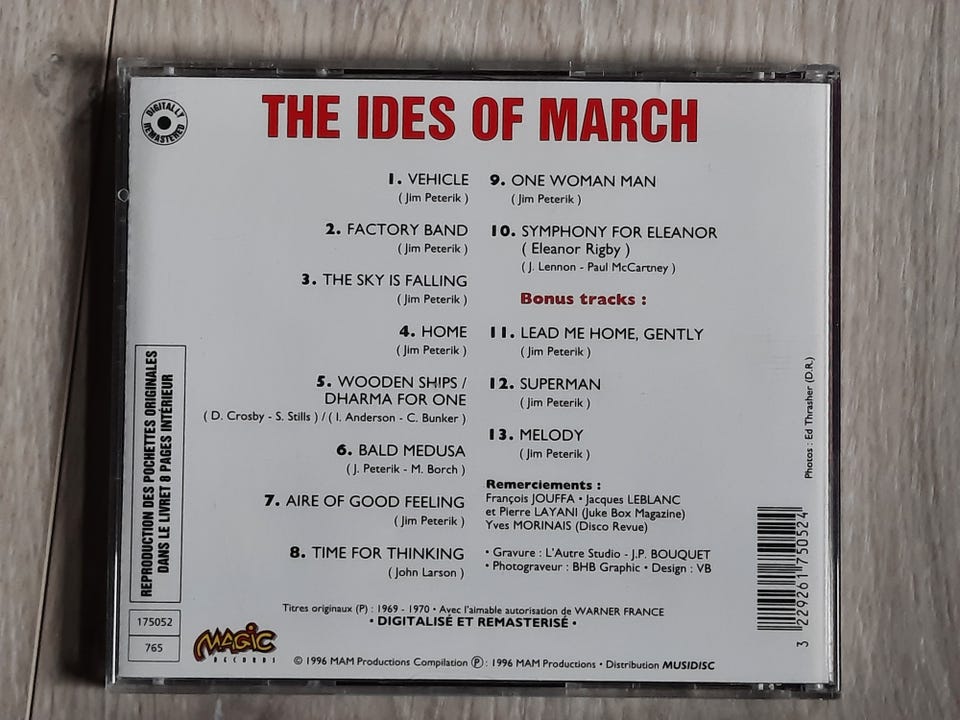 DIGITALLY REMASTERED
THE IDES OF MARCH
1. VEHICLE
( Jim Peterik )
2. FACTORY BAND
( Jim Peterik )
3. THE SKY IS FALLING
( Jim Peterik )
4. HOME
( Jim Peterik )
5. WOODEN SHIPS /
DHARMA FOR ONE
( D. Crosby - S. Stills ) / ( I. Anderson - C. Bunker )
6. BALD MEDUSA
( J. Peterik - M. Borch )
7. AIRE OF GOOD FEELING
( Jim Peterik )
8. TIME FOR THINKING
( John Larson )
9. ONE WOMAN MAN
( Jim Peterik )
10. SYMPHONY FOR ELEANOR
( Eleanor Rigby )
( J. Lennon - Paul McCartney )
Bonus tracks :
11. LEAD ME HOME, GENTLY
( Jim Peterik )
12. SUPERMAN
( Jim Peterik )
13. MELODY
( Jim Peterik )
Remerciements :
François JOUFFA • Jacques LEBLANC
et Pierre LAYANI (Juke Box Magazine)
Yves MORINAIS (Disco Revue)
• Gravure : L'Autre Studio - J.P. BOUQUET
• Photograveur : BHB Graphic • Design : VB
REPRODUCTION DES POCHETTES ORIGINALES
DANS LE LIVRET 8 PAGES INTÉRIEUR
Photos : Ed Thrasher (D.R.)
3 229261 750524
175052
765
MAGIC
RECORDS
Titres originaux (P) : 1969 - 1970 • Avec l'aimable autorisation de WARNER FRANCE
• DIGITALISÉ ET REMASTERISÉ •
© 1996 MAM Productions Compilation Ⓟ : 1996 MAM Productions • Distribution MUSIDISC